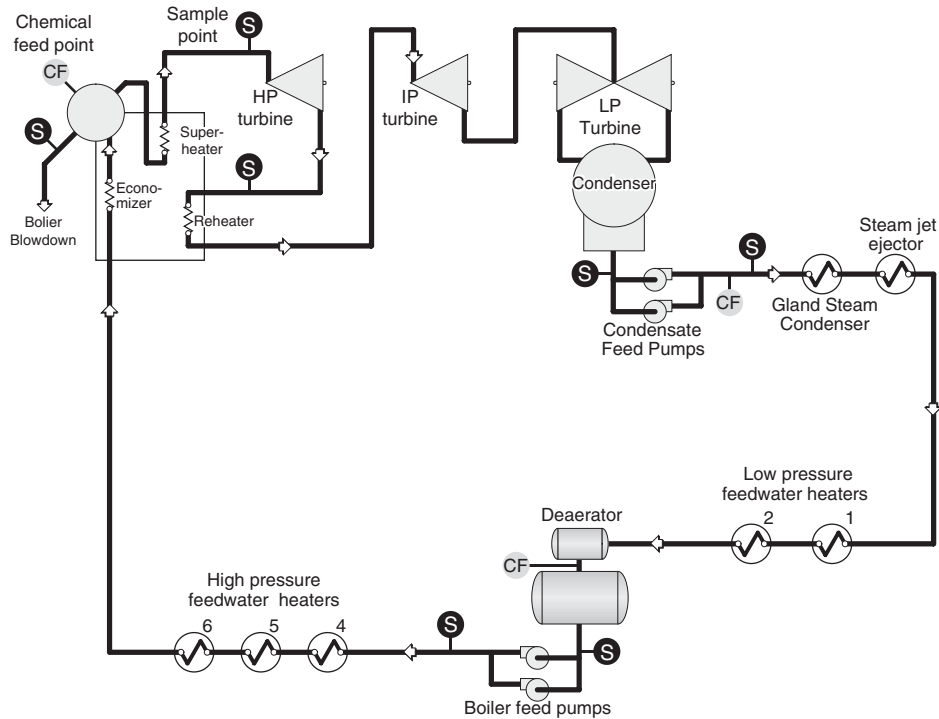 Chemical
feed point
CF
S
Sample
point
S
HP
turbine
IP
turbine
LP
Turbine
Super-
heater
S
Econo-
mizer
Reheater
Bolier
Blowdown
Condenser
S
S
CF
Condensate
Feed Pumps
Steam jet
ejector
Gland Steam
Condenser
Low pressure
feedwater heaters
2
1
Deaerator
CF
High pressure
feedwater heaters
6
5
4
S
S
Boiler feed pumps